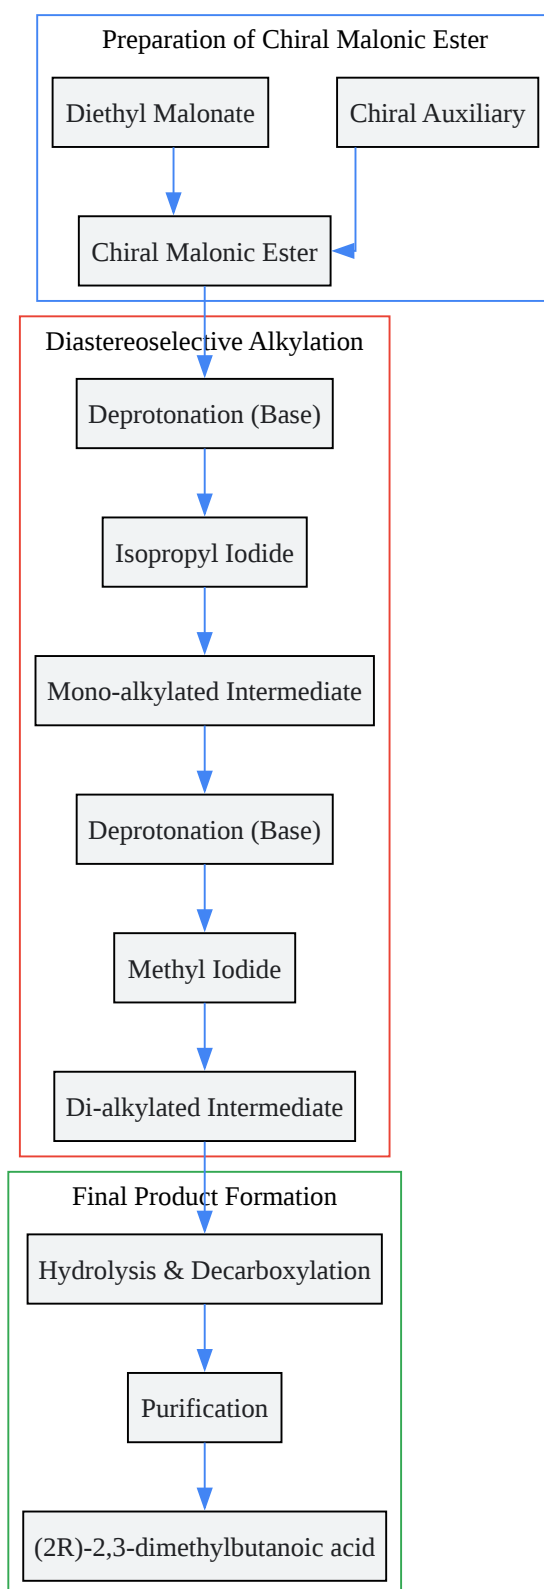 Preparation of Chiral Malonic Ester
Diethyl Malonate
Chiral Auxiliary
Chiral Malonic Ester
Diastereoselective Alkylation
Deprotonation (Base)
Isopropyl Iodide
Mono-alkylated Intermediate
Deprotonation (Base)
Methyl Iodide
Di-alkylated Intermediate
Final Product Formation
Hydrolysis & Decarboxylation
Purification
(2R)-2,3-dimethylbutanoic acid